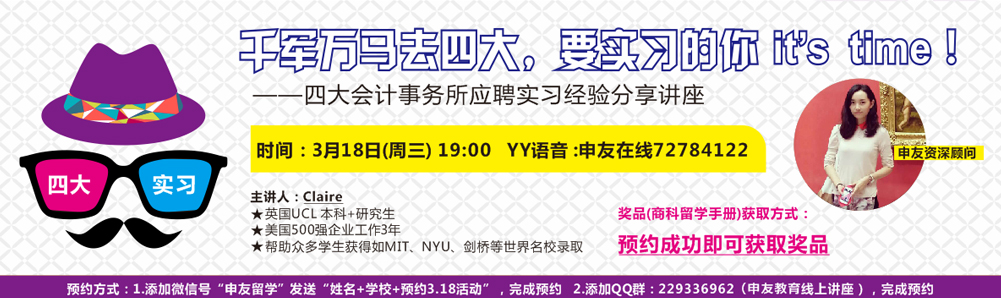 千军万马去四大，要实习的你 it's time！
——四大会计事务所应聘实习经验分享讲座
时间：3月18日(周三) 19:00 YY语音:申友在线72784122
申友资深顾问
四大 实习
主讲人：Claire
★英国UCL 本科+研究生
★美国500强企业工作3年
★帮助众多学生获得如MIT、NYU、剑桥等世界名校录取
奖品(商科留学手册)获取方式：
预约成功即可获取奖品
预约方式：1.添加微信号“申友留学”发送“姓名+学校+预约3.18活动”，完成预约 2.添加QQ群：229336962（申友教育线上讲座），完成预约